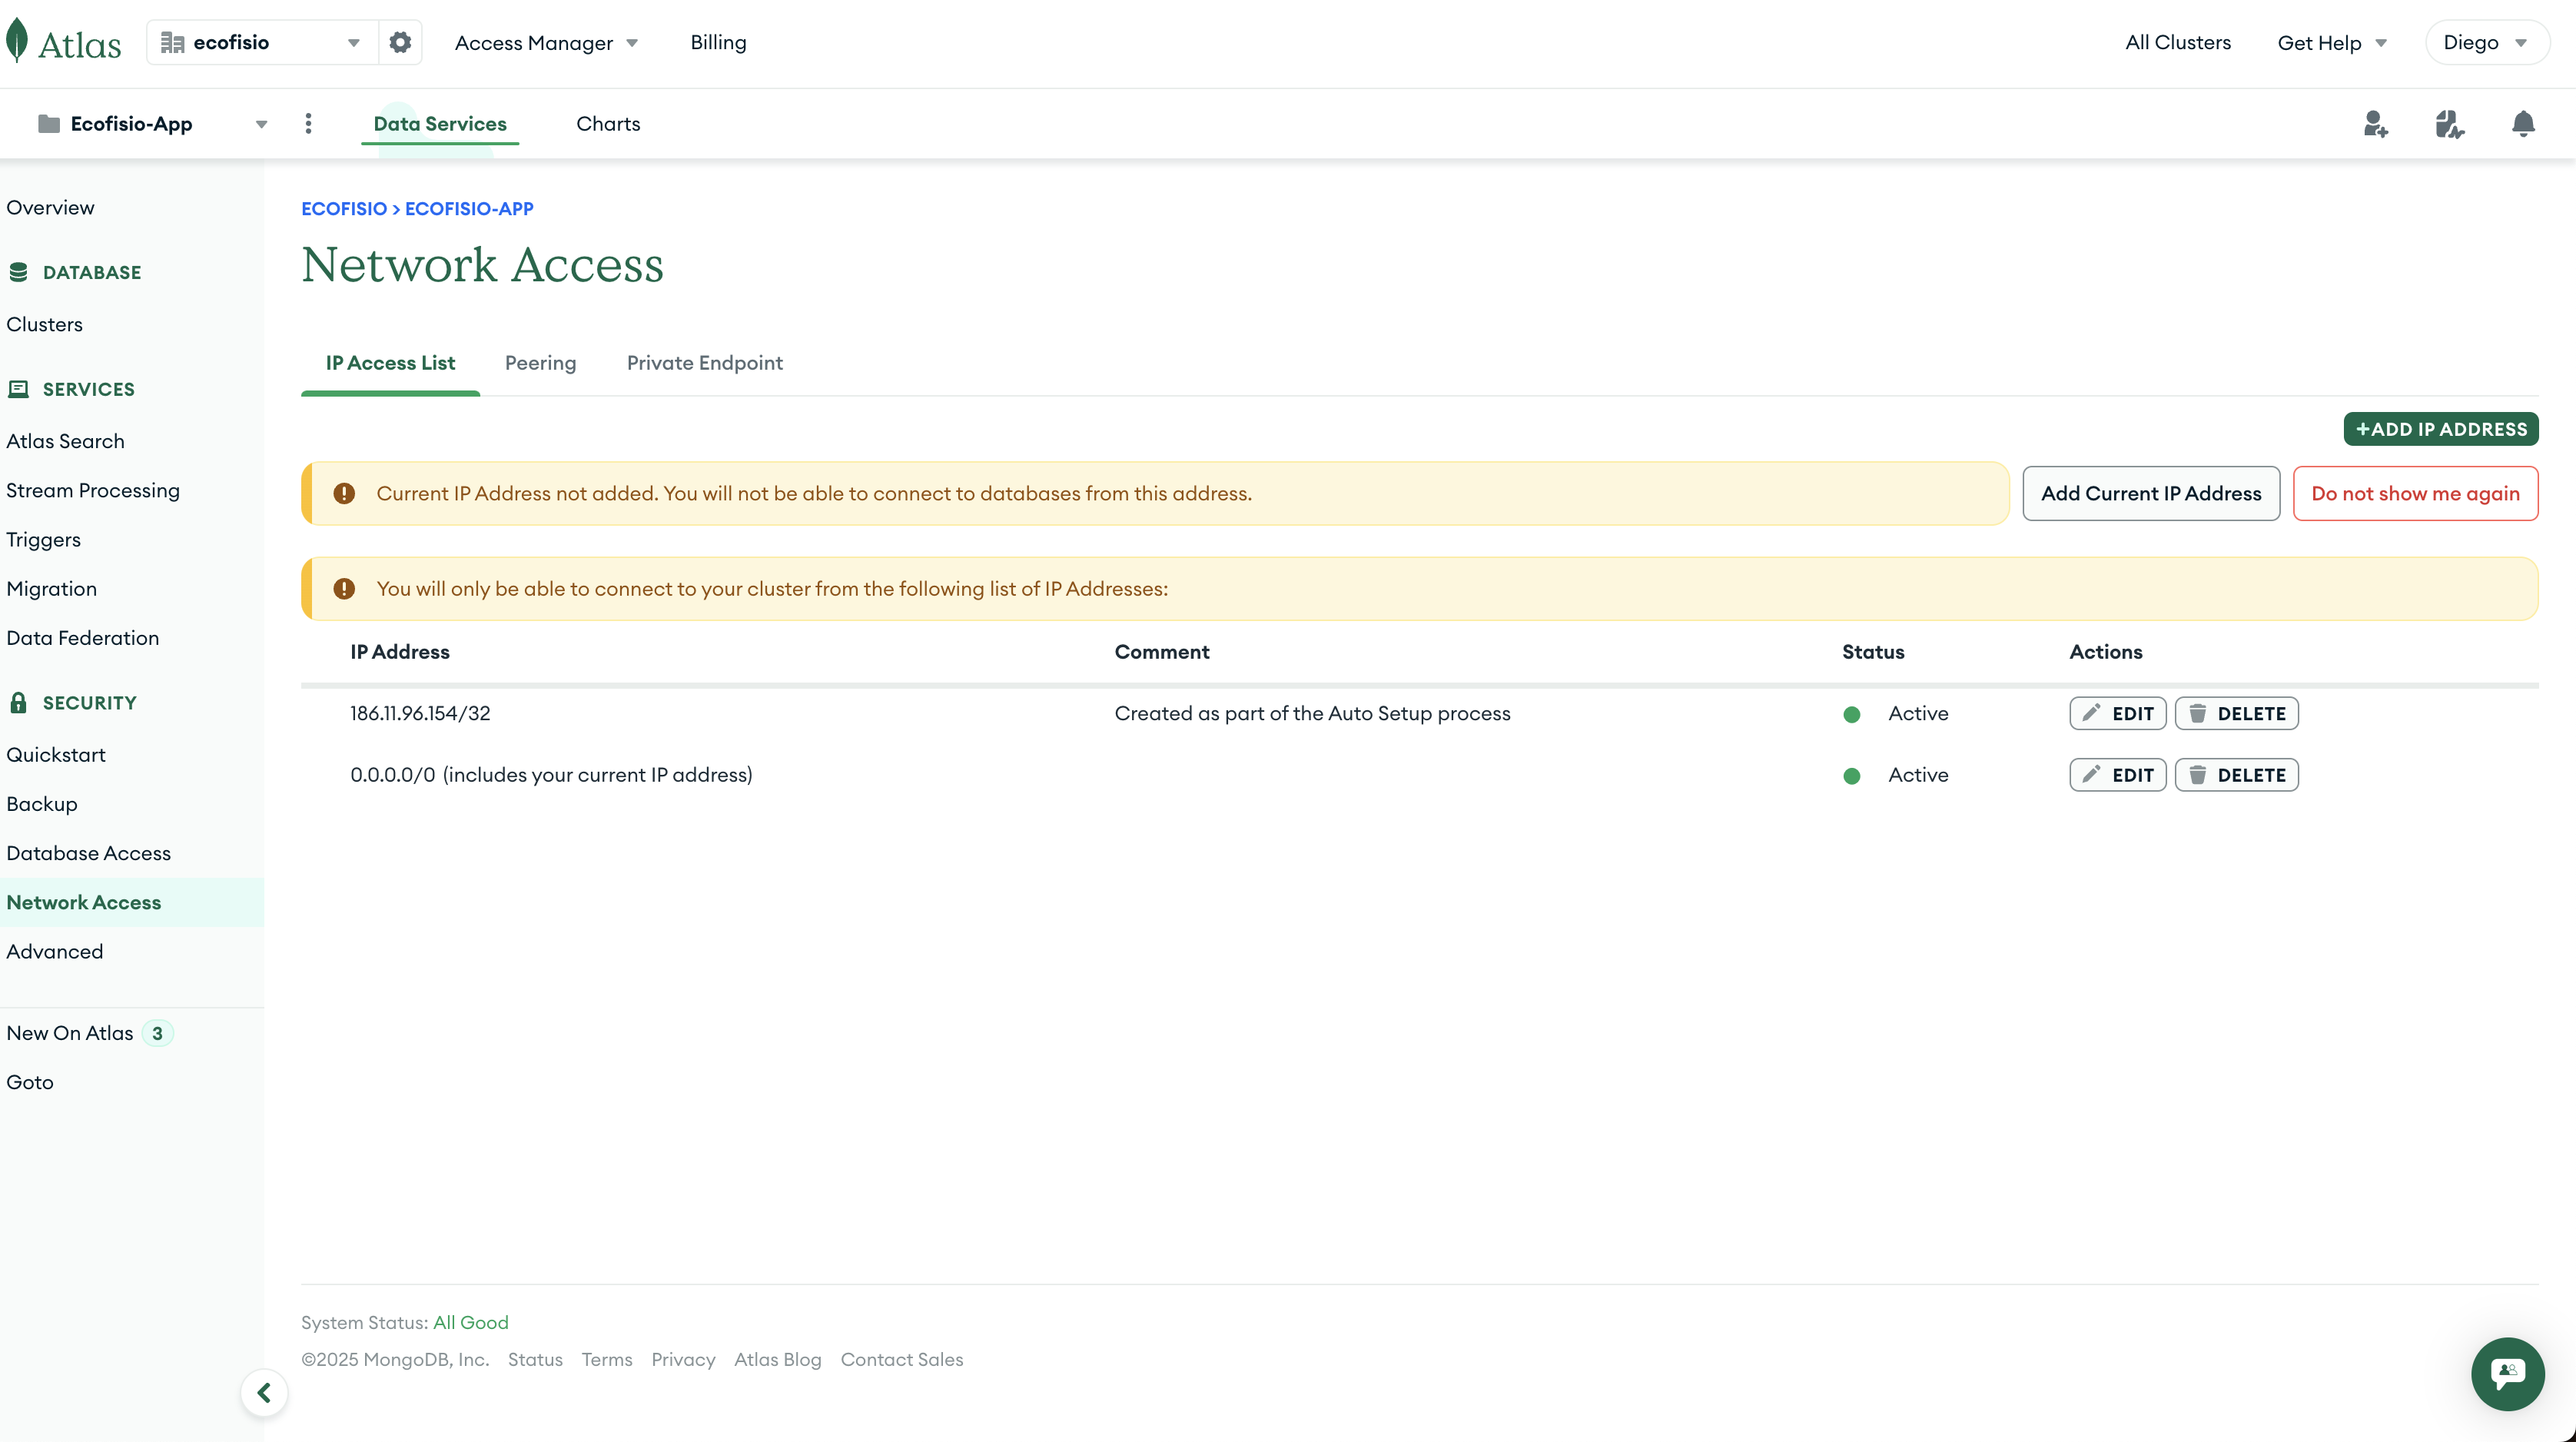 Atlas
ecofisio
Access Manager
Billing
All Clusters
Get Help
Diego
Ecofisio-App
Data Services
Charts
Overview
DATABASE
Clusters
SERVICES
Atlas Search
Stream Processing
Triggers
Migration
Data Federation
SECURITY
Quickstart
Backup
Database Access
Network Access
Advanced
New On Atlas 3
Goto
ECOFISIO > ECOFISIO-APP
Network Access
IP Access List
Peering
Private Endpoint
+ADD IP ADDRESS
Current IP Address not added. You will not be able to connect to databases from this address.
Add Current IP Address
Do not show me again
You will only be able to connect to your cluster from the following list of IP Addresses:
IP Address Comment Status Actions
186.11.96.154/32 Created as part of the Auto Setup process Active EDIT DELETE
0.0.0.0/0 (includes your current IP address) Active EDIT DELETE
System Status: All Good
©2025 MongoDB, Inc. Status Terms Privacy Atlas Blog Contact Sales